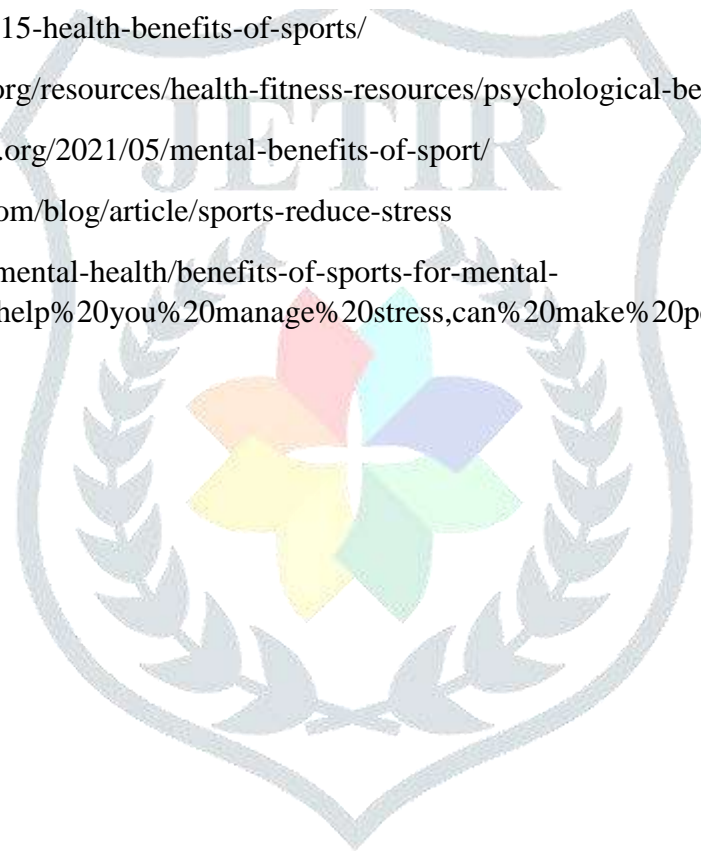 15-health-benefits-of-sports/
org/resources/health-fitness-resources/psychological-be
.org/2021/05/mental-benefits-of-sport/
om/blog/article/sports-reduce-stress
mental-health/benefits-of-sports-for-mental-
help%20you%20manage%20stress,can%20make%20p
JETIR